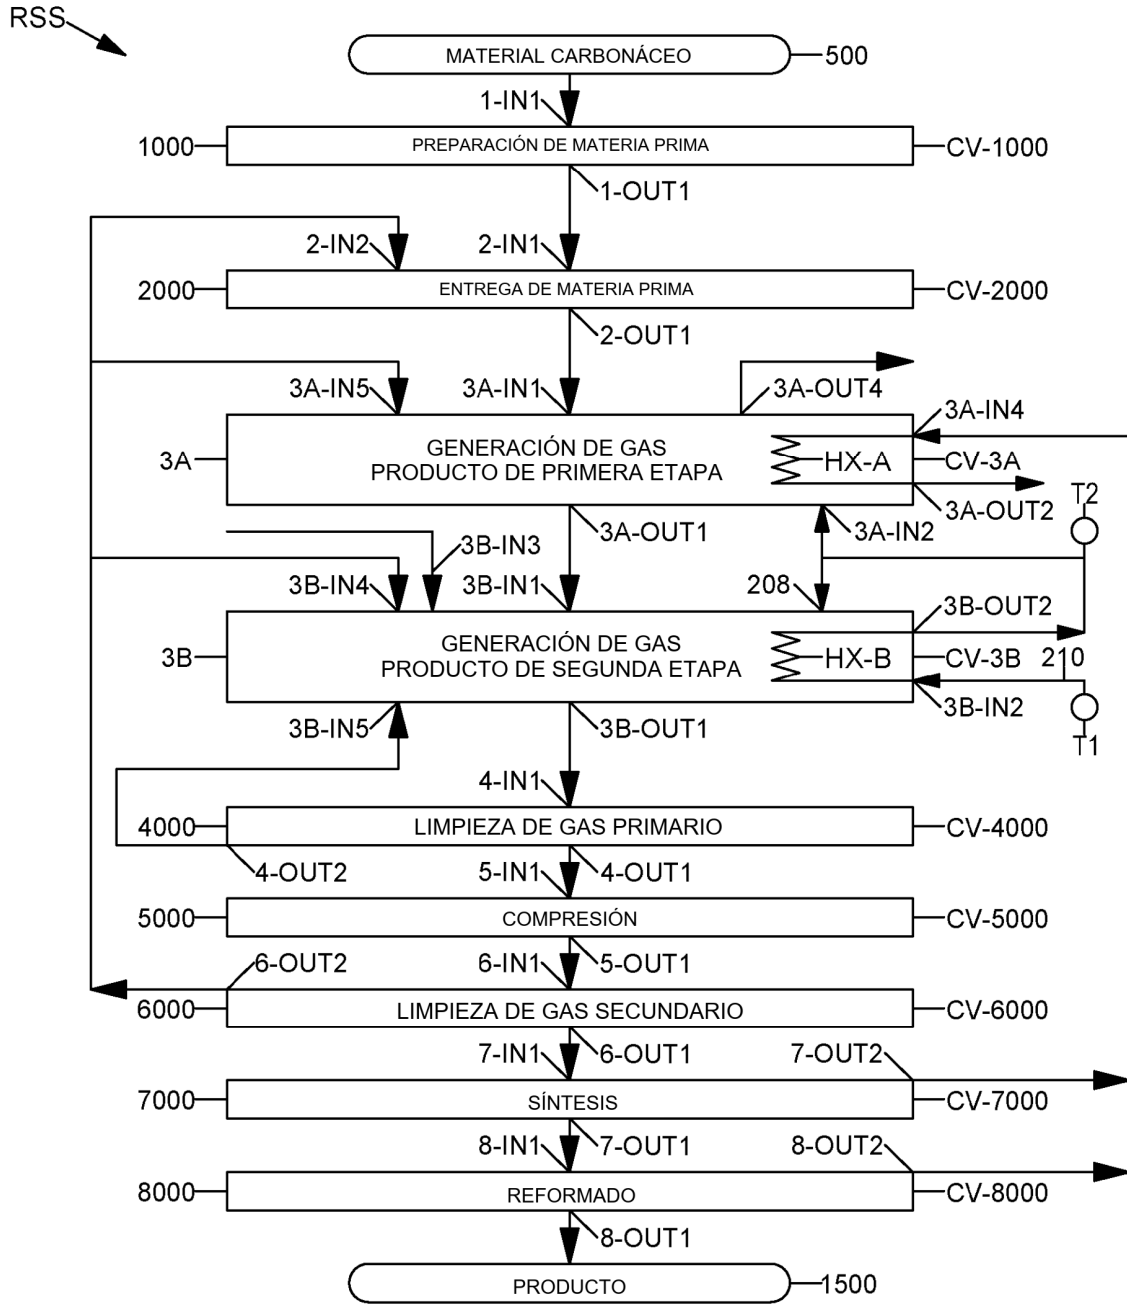 RSS
MATERIAL CARBONÁCEO
500
1-IN1
1000
PREPARACIÓN DE MATERIA PRIMA
CV-1000
1-OUT1
2-IN2
2-IN1
2000
ENTREGA DE MATERIA PRIMA
CV-2000
2-OUT1
3A-IN5
3A-IN1
3A-OUT4
3A-IN4
3A
GENERACIÓN DE GAS
PRODUCTO DE PRIMERA ETAPA
HX-A
CV-3A
3A-OUT2
T2
3A-OUT1
3A-IN2
3B-IN3
3B-IN4
3B-IN1
208
3B-OUT2
3B
GENERACIÓN DE GAS
PRODUCTO DE SEGUNDA ETAPA
HX-B
CV-3B
210
3B-IN2
T1
3B-IN5
3B-OUT1
4-IN1
4000
LIMPIEZA DE GAS PRIMARIO
CV-4000
4-OUT2
5-IN1
4-OUT1
5000
COMPRESIÓN
CV-5000
6-OUT2
6-IN1
5-OUT1
6000
LIMPIEZA DE GAS SECUNDARIO
CV-6000
7-IN1
6-OUT1
7-OUT2
7000
SÍNTESIS
CV-7000
8-IN1
7-OUT1
8-OUT2
8000
REFORMADO
CV-8000
8-OUT1
PRODUCTO
1500